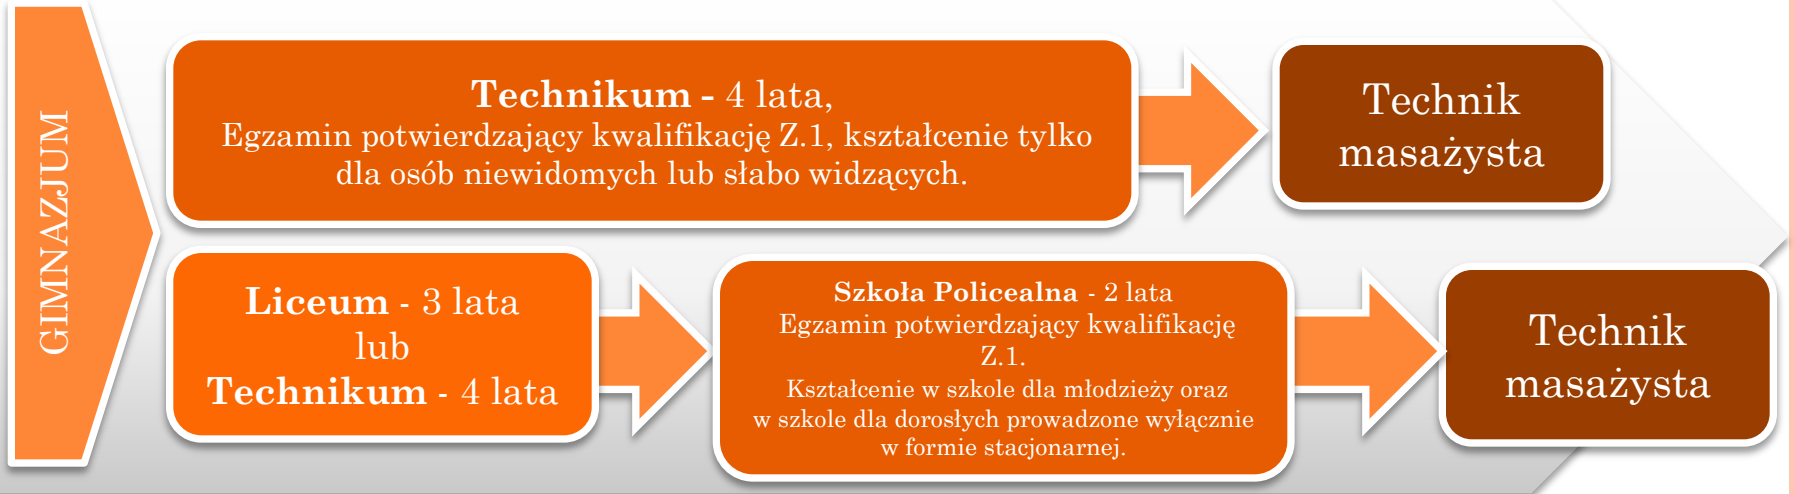 GIMNAZJUM
Technikum - 4 lata,
Egzamin potwierdzający kwalifikację Z.1, kształcenie tylko
dla osób niewidomych lub słabo widzących.
Technik
masażysta
Liceum - 3 lata
lub
Technikum - 4 lata
Szkoła Policealna - 2 lata
Egzamin potwierdzający kwalifikację
Z.1.
Kształcenie w szkole dla młodzieży oraz
w szkole dla dorosłych prowadzone wyłącznie
w formie stacjonarnej.
Technik
masażysta